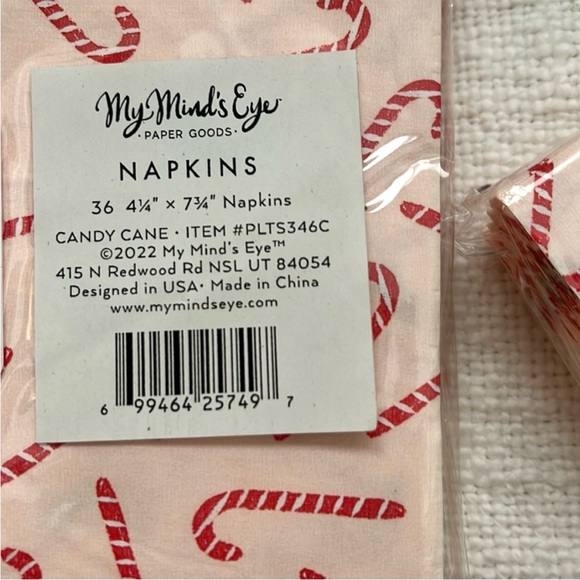 My Mind's Eye™
· PAPER GOODS ·
NAPKINS
36 4¼" × 7¾" Napkins
CANDY CANE · ITEM #PLTS346C
©2022 My Mind's Eye™
415 N Redwood Rd NSL UT 84054
Designed in USA · Made in China
www.mymindseye.com
6 99464 25749 7